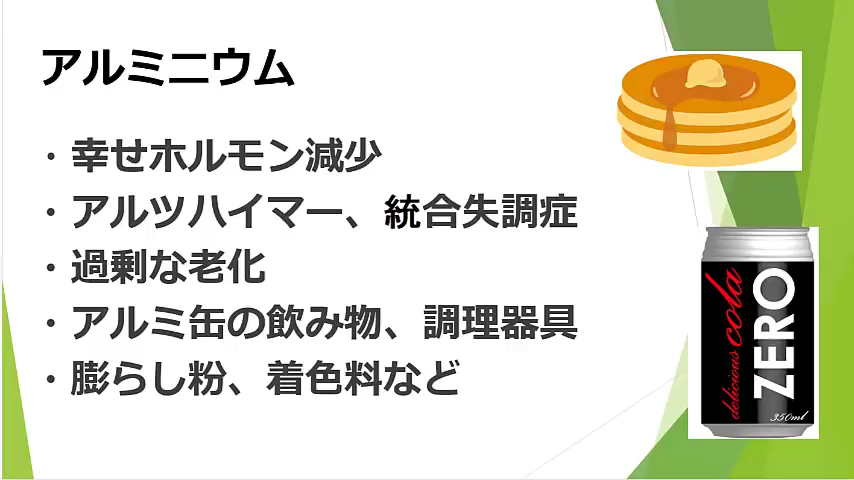 アルミニウム
・幸せホルモン減少
・アルツハイマー、統合失調症
・過剰な老化
・アルミ缶の飲み物、調理器具
・膨らし粉、着色料など
delicious cola
ZERO
350ml